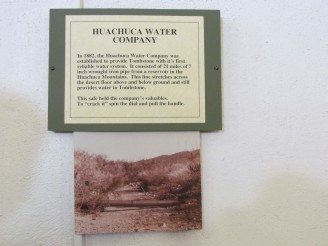 HUACHUCA WATER
COMPANY
In 1882, the Huachuca Water Company was
established to provide Tombstone with it's first
reliable water system. It consisted of 21 miles of 7
inch wrought iron pipe from a reservoir in the
Huachuca Mountains. This line stretches across
the desert floor above and below ground and still
provides water to Tombstone.
This safe held the company's valuables.
To "crack it" spin the dial and pull the handle.